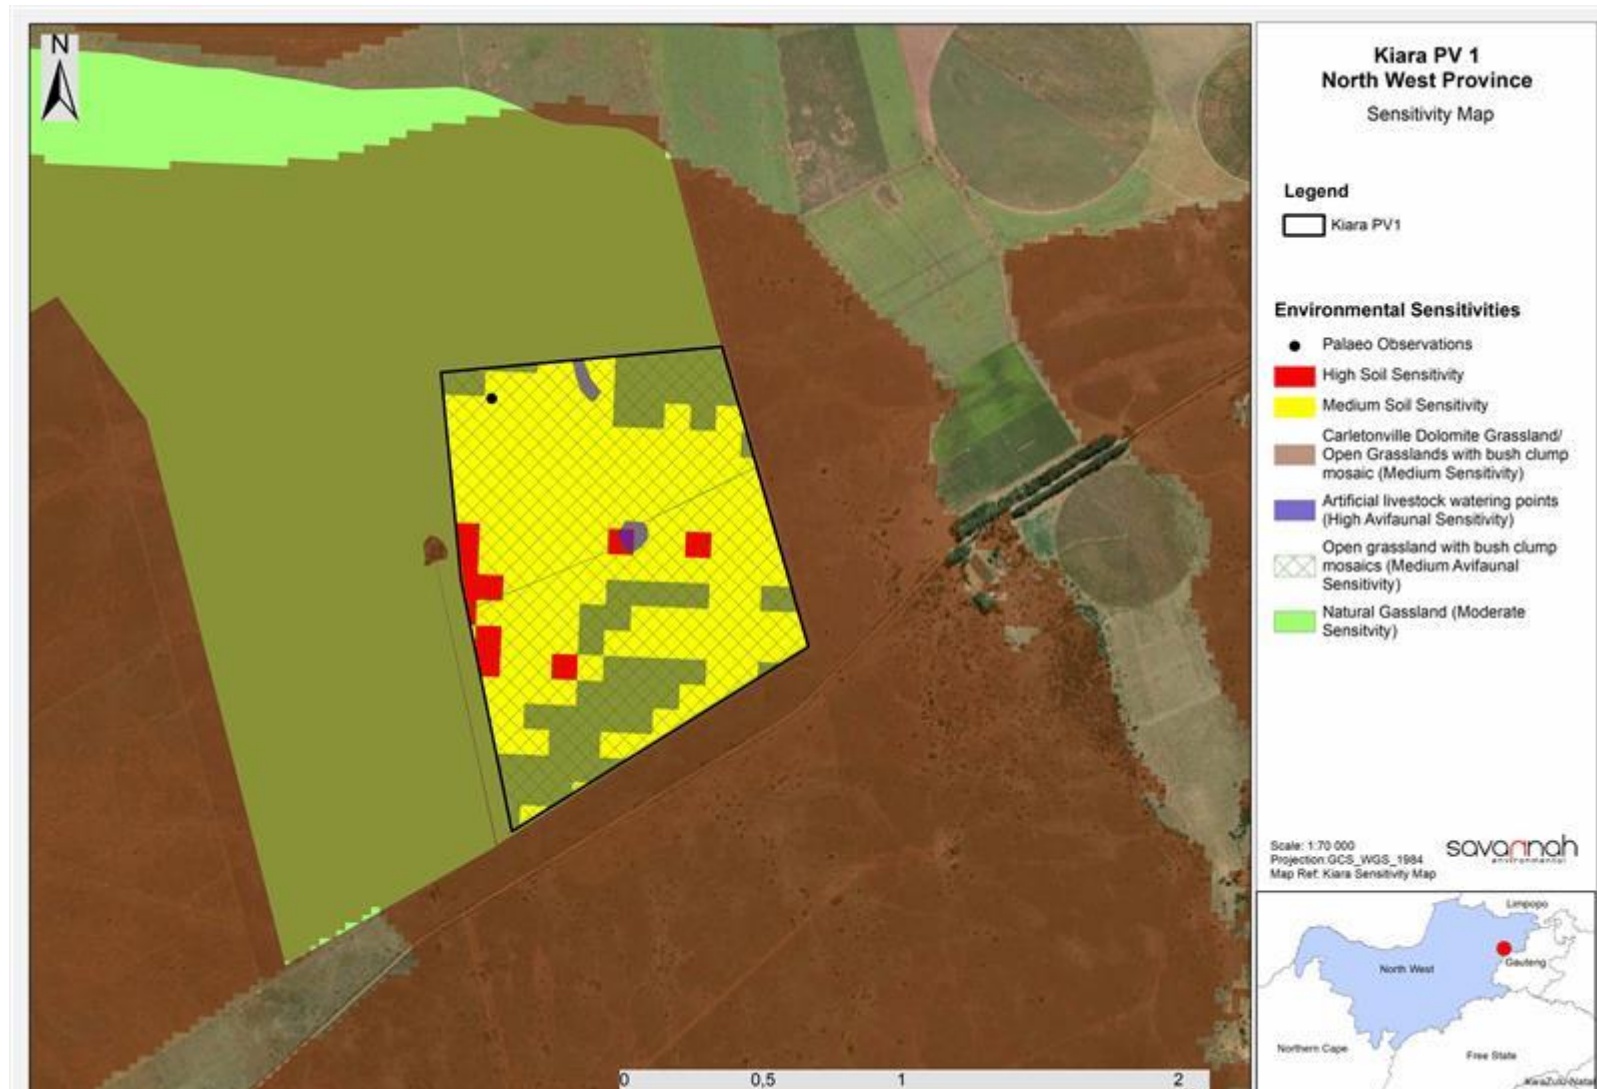 N
Kiara PV 1
North West Province
Sensitivity Map
Legend
Kiara PV1
Environmental Sensitivities
Palaeo Observations
High Soil Sensitivity
Medium Soil Sensitivity
Carletonville Dolomite Grassland/
Open Grasslands with bush clump
mosaic (Medium Sensitivity)
Artificial livestock watering points
(High Avifaunal Sensitivity)
Open grassland with bush clump
mosaics (Medium Avifaunal
Sensitivity)
Natural Gassland (Moderate
Sensitvity)
Scale: 1:70 000
Projection:GCS_WGS_1984
Map Ref: Kiara Sensitivity Map
savannah
environmental
Limpopo
North West
Gauteng
Northern Cape
Free State
KwaZulu-Natal
0 0,5 1 2